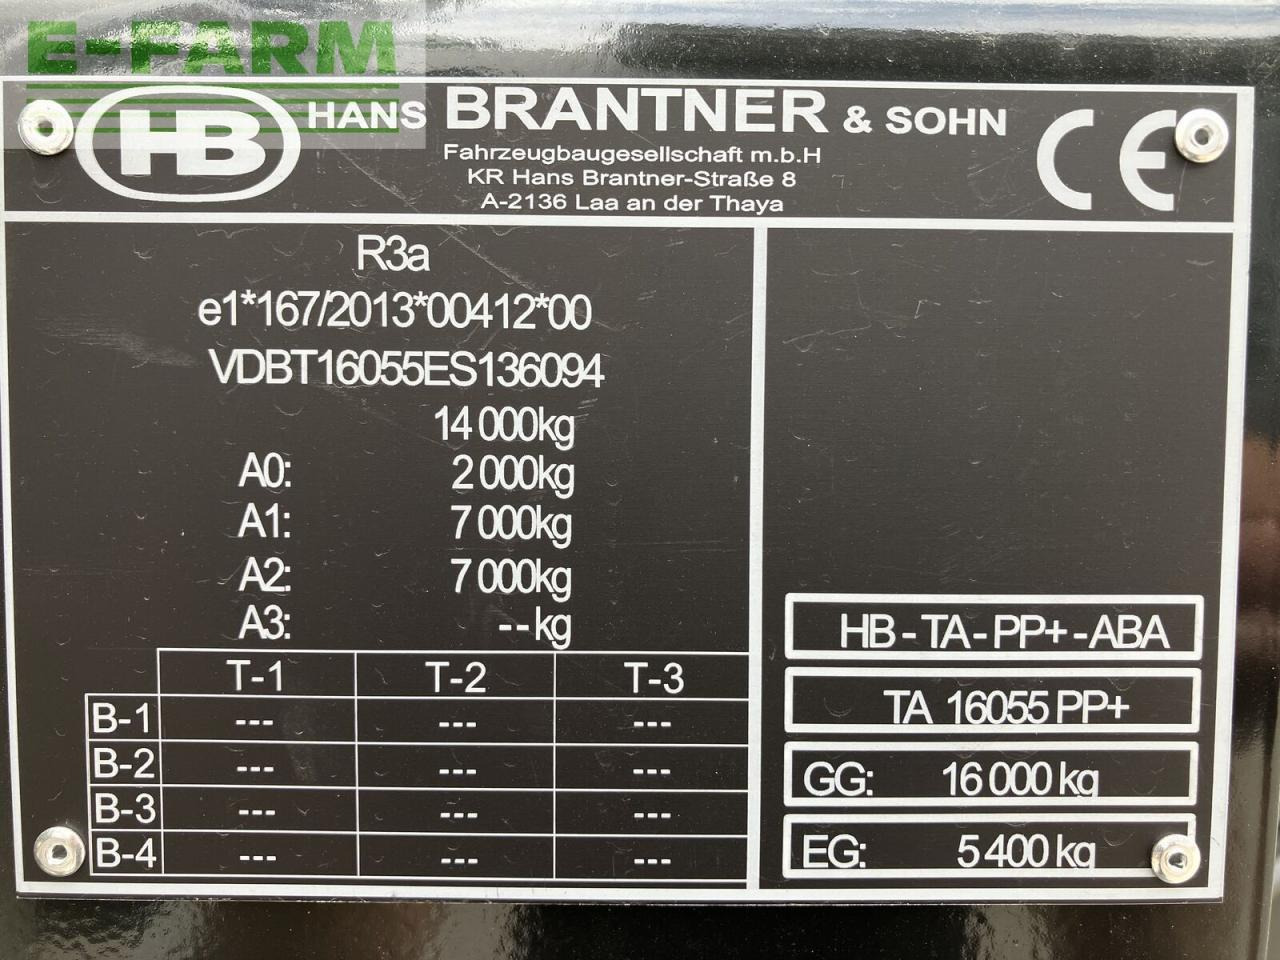 E-FARM
HB HANS BRANTNER & SOHN CE
Fahrzeugbaugesellschaft m.b.H
KR Hans Brantner-Straße 8
A-2136 Laa an der Thaya
R3a
e1*167/2013*00412*00
VDBT16055ES136094
14 000kg
A0: 2 000kg
A1: 7 000kg
A2: 7 000kg
A3: --kg
T-1 T-2 T-3
B-1 --- --- ---
B-2 --- --- ---
B-3 --- --- ---
B-4 --- --- ---
HB-TA-PP+-ABA
TA 16055 PP+
GG: 16 000 kg
EG: 5 400 kg